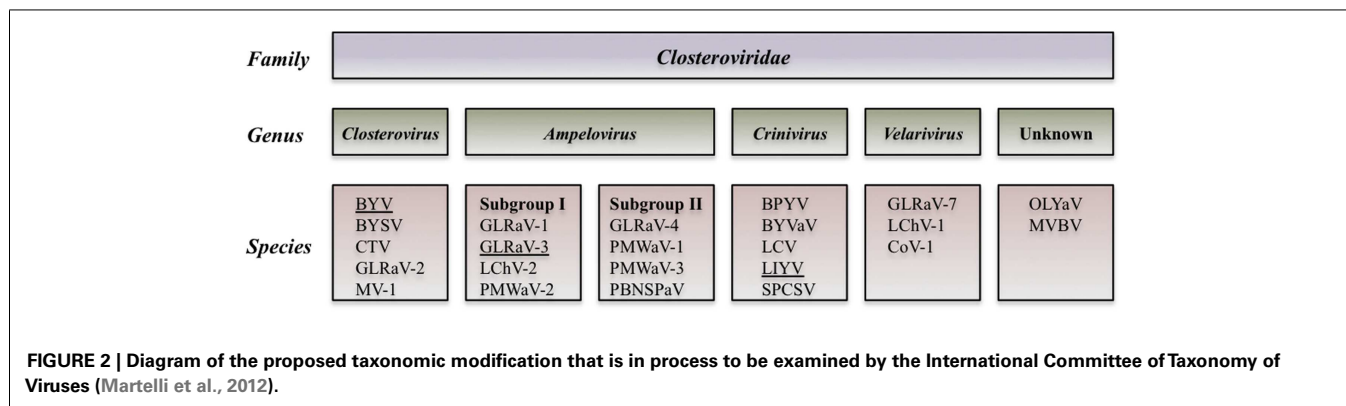 Family
Closteroviridae
Genus
Closterovirus
Ampelovirus
Crinivirus
Velarivirus
Unknown
Species
BYV
BYSV
CTV
GLRaV-2
MV-1
Subgroup I
GLRaV-1
GLRaV-3
LChV-2
PMWaV-2
Subgroup II
GLRaV-4
PMWaV-1
PMWaV-3
PBNSPaV
BPYV
BYVaV
LCV
LIYV
SPCSV
GLRaV-7
LChV-1
CoV-1
OLYaV
MVBV
FIGURE 2 | Diagram of the proposed taxonomic modification that is in process to be examined by the International Committee of Taxonomy of
Viruses (Martelli et al., 2012).